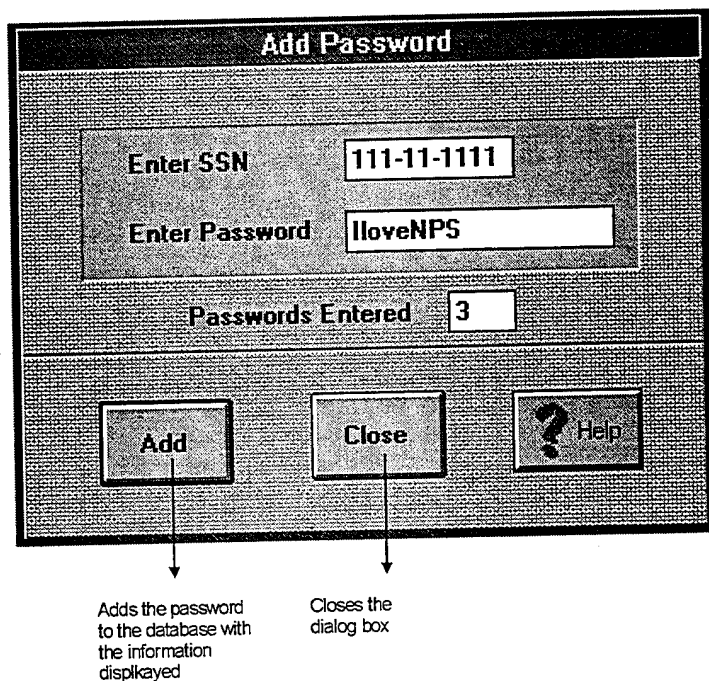 Add Password
Enter SSN 111-11-1111
Enter Password IloveNPS
Passwords Entered 3
Add Close ? Help
Adds the password
to the database with
the information
displkayed
Closes the
dialog box